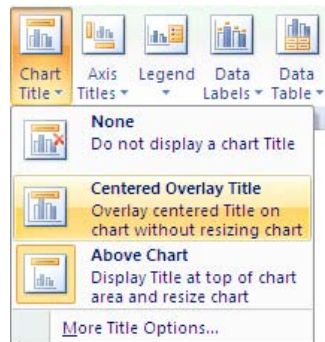 Chart Axis Legend Data Data
Title Titles Labels Table
None
Do not display a chart Title
Centered Overlay Title
Overlay centered Title on
chart without resizing chart
Above Chart
Display Title at top of chart
area and resize chart
More Title Options...